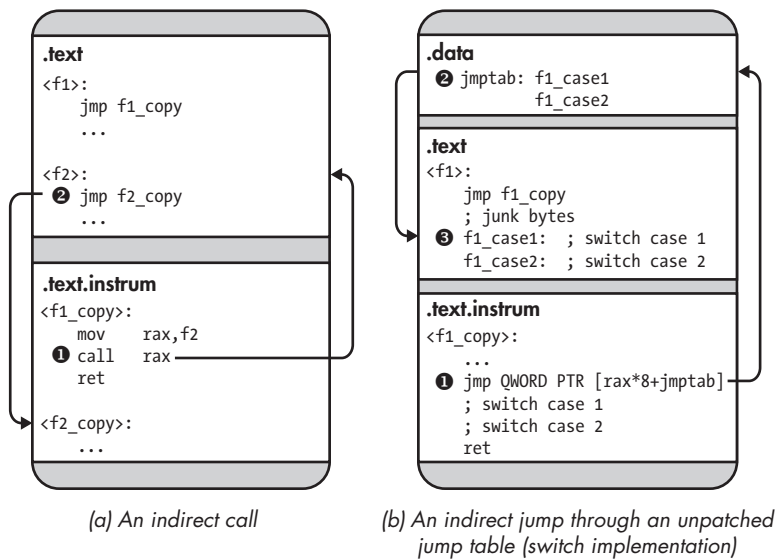 .text
<f1>:
jmp f1_copy
...
<f2>:
❷ jmp f2_copy
...
.text.instrum
<f1_copy>:
mov rax,f2
❶ call rax
ret
<f2_copy>:
...
(a) An indirect call
.data
❷ jmptab: f1_case1
f1_case2
.text
<f1>:
jmp f1_copy
; junk bytes
❸ f1_case1: ; switch case 1
f1_case2: ; switch case 2
.text.instrum
<f1_copy>:
...
❶ jmp QWORD PTR [rax*8+jmptab]
; switch case 1
; switch case 2
ret
(b) An indirect jump through an unpatched
jump table (switch implementation)